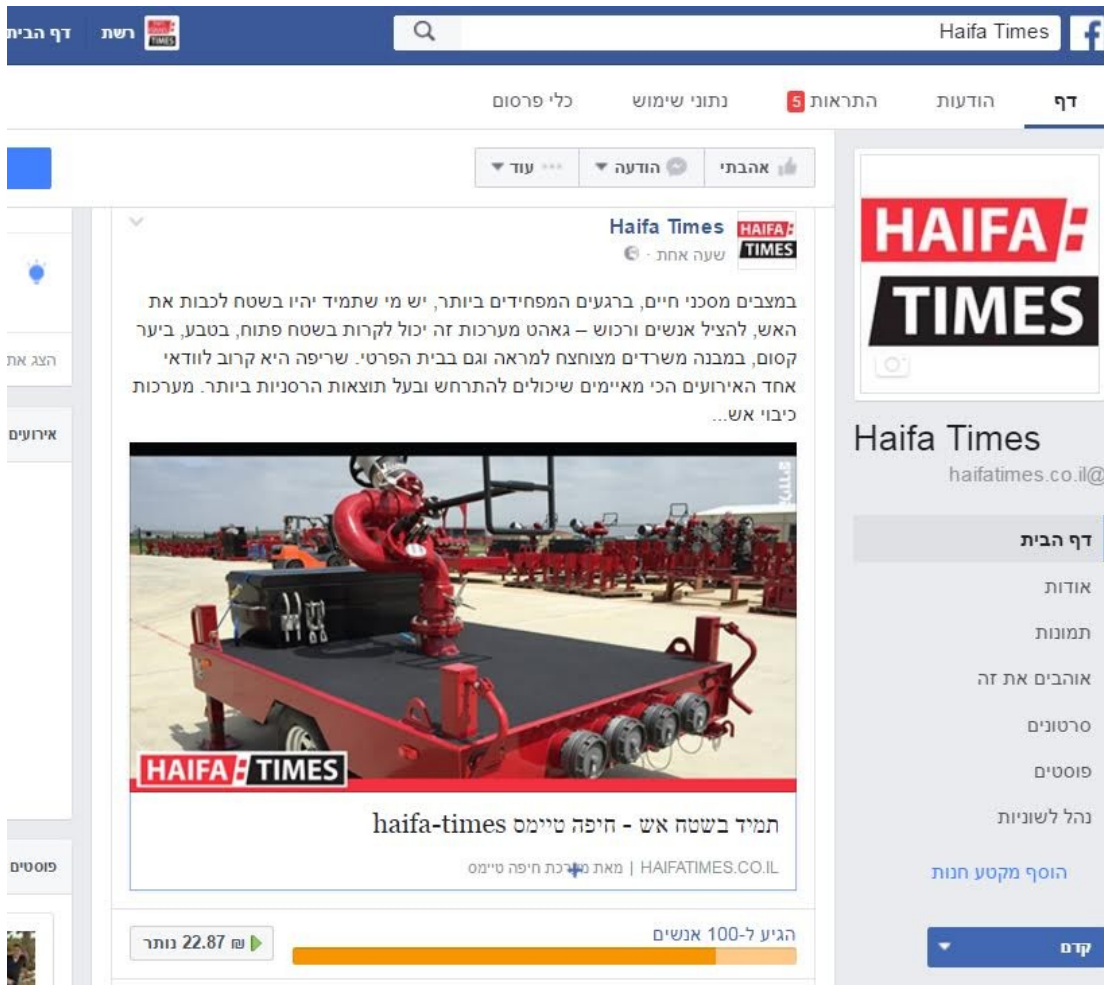 Haifa Times
רשת
דף הבית
דף
הודעות
התראות 5
נתוני שימוש
כלי פרסום
אהבתי
הודעה
עוד
HAIFA
TIMES
Haifa Times
haifatimes.co.il@
דף הבית
אודות
תמונות
אוהבים את זה
סרטונים
פוסטים
נהל לשוניות
הוסף מקטע חנות
קדם
HAIFA
TIMES
Haifa Times
שעה אחת
במצבים מסכני חיים, ברגעים המפחידים ביותר, יש מי שתמיד יהיו בשטח לכבות את
האש, להציל אנשים ורכוש – גאהט מערכות זה יכול לקרות בשטח פתוח, בטבע, ביער
קסום, במבנה משרדים מצוחצח למראה וגם בבית הפרטי. שריפה היא קרוב לוודאי
אחד האירועים הכי מאיימים שיכולים להתרחש ובעל תוצאות הרסניות ביותר. מערכות
כיבוי אש...
HAIFA TIMES
תמיד בשטח אש - חיפה טיימס haifa-times
HAIFATIMES.CO.IL | מאת מערכת חיפה טיימס
הגיע ל-100 אנשים
22.87 ₪ נותר
הצג את
אירועים
פוסטים